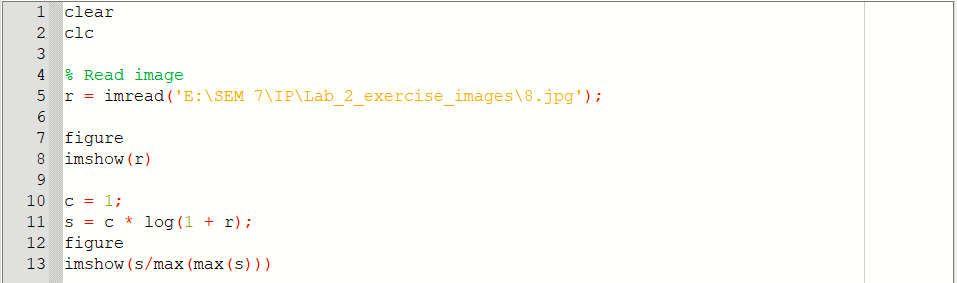 1 clear
2 clc
3
4 % Read image
5 r = imread('E:\SEM 7\IP\Lab_2_exercise_images\8.jpg');
6
7 figure
8 imshow(r)
9
10 c = 1;
11 s = c * log(1 + r);
12 figure
13 imshow(s/max(max(s)))